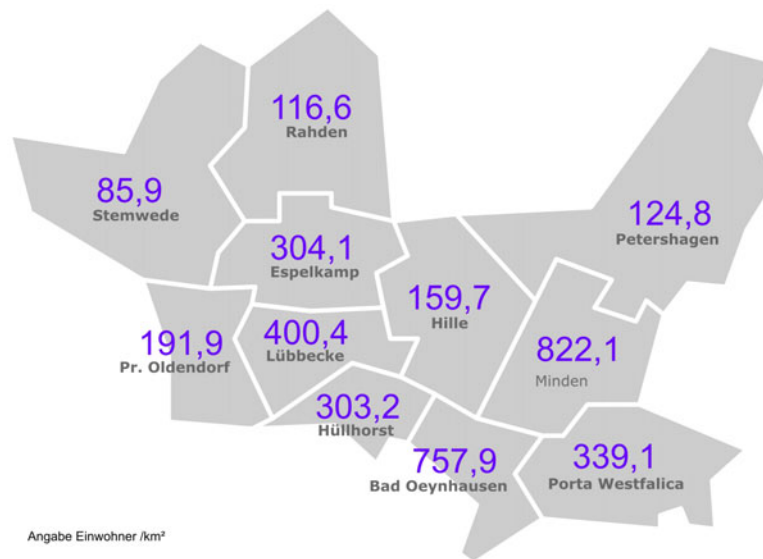 116,6
Rahden
85,9
Stemwede
124,8
Petershagen
304,1
Espelkamp
159,7
Hille
191,9
Pr. Oldendorf
400,4
Lübbecke
822,1
Minden
303,2
Hüllhorst
757,9
Bad Oeynhausen
339,1
Porta Westfalica
Angabe Einwohner /km²